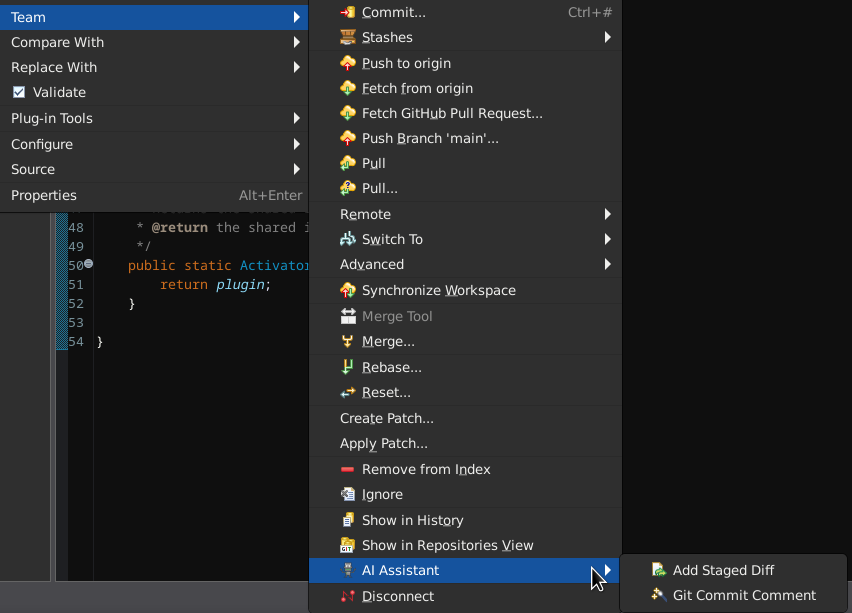 Team
Compare With
Replace With
Validate
Plug-in Tools
Configure
Source
Properties Alt+Enter
48 * @return the shared i
49 */
50 public static Activator
51 return plugin;
52 }
53
54 }
Commit... Ctrl+#
Stashes
Push to origin
Fetch from origin
Fetch GitHub Pull Request...
Push Branch 'main'...
Pull
Pull...
Remote
Switch To
Advanced
Synchronize Workspace
Merge Tool
Merge...
Rebase...
Reset...
Create Patch...
Apply Patch...
Remove from Index
Ignore
Show in History
Show in Repositories View
AI Assistant
Disconnect
Add Staged Diff
Git Commit Comment